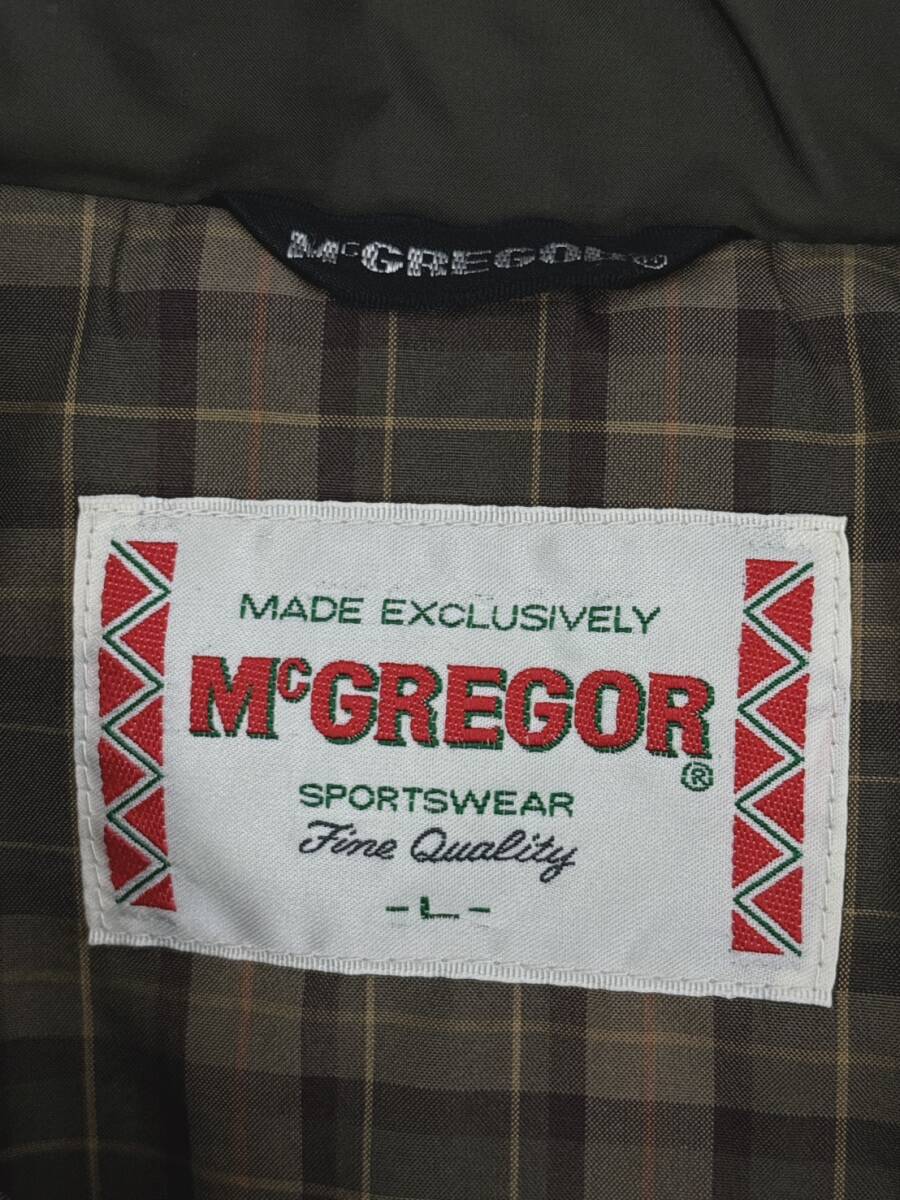 McGREGOR®
MADE EXCLUSIVELY
McGREGOR®
SPORTSWEAR
Fine Quality
-L-